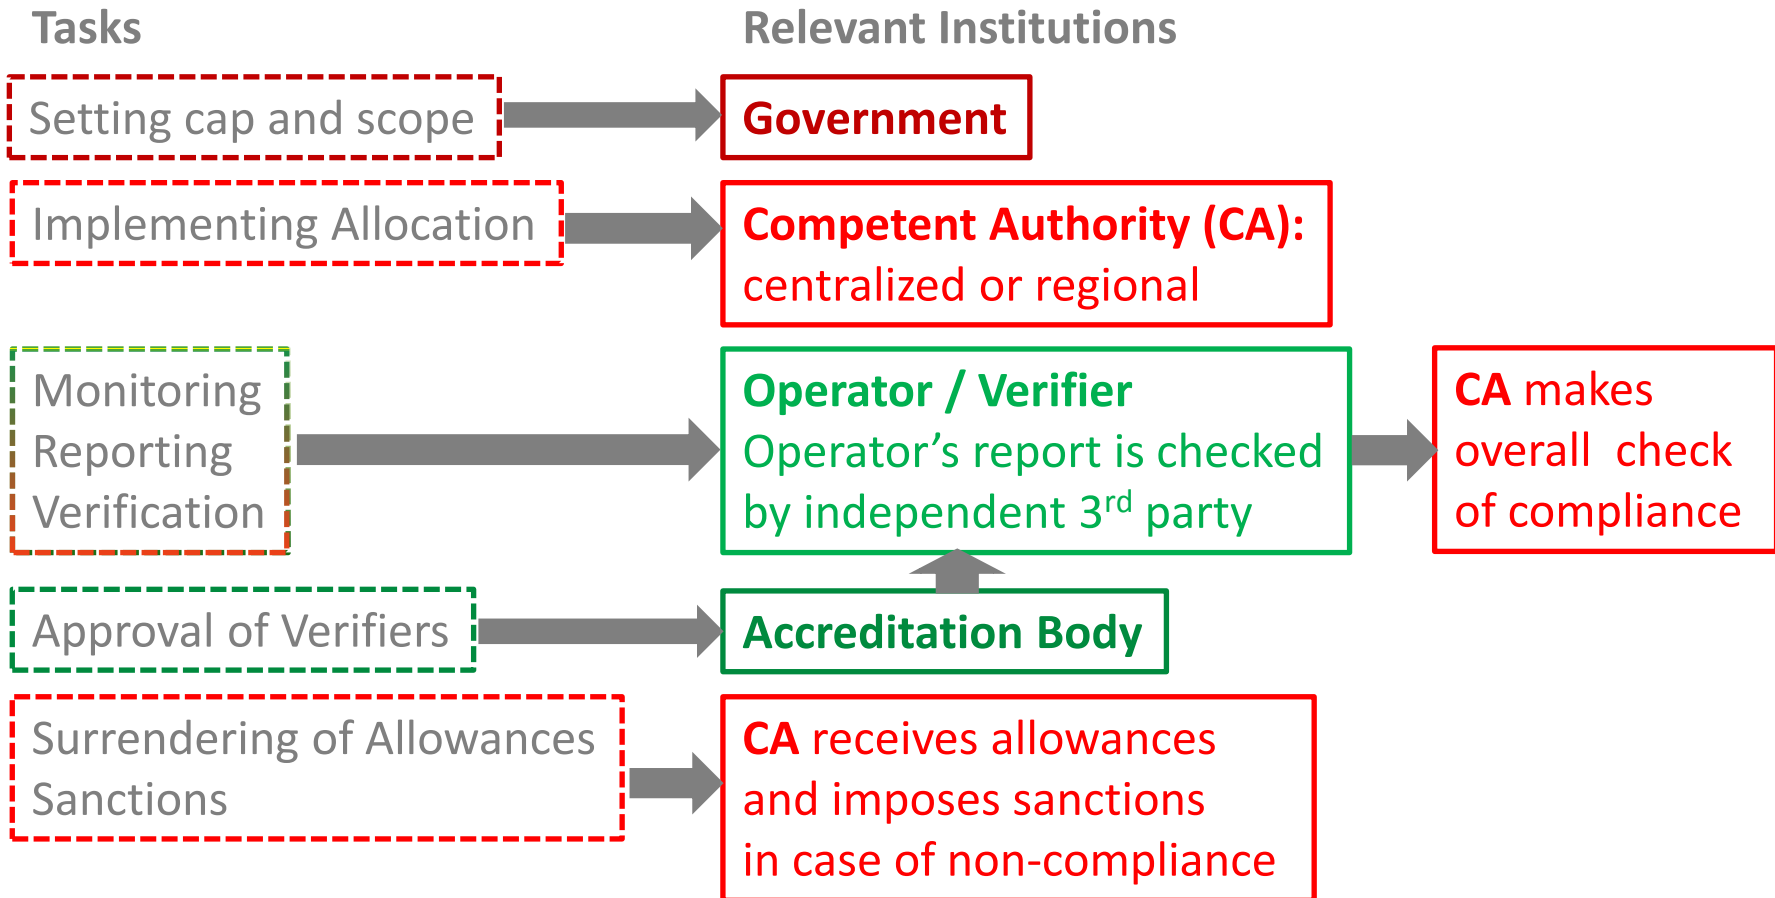 Tasks
Relevant Institutions
Setting cap and scope
Government
Implementing Allocation
Competent Authority (CA):
centralized or regional
Monitoring
Reporting
Verification
Operator / Verifier
Operator’s report is checked
by independent 3rd party
CA makes
overall check
of compliance
Approval of Verifiers
Accreditation Body
Surrendering of Allowances
Sanctions
CA receives allowances
and imposes sanctions
in case of non-compliance